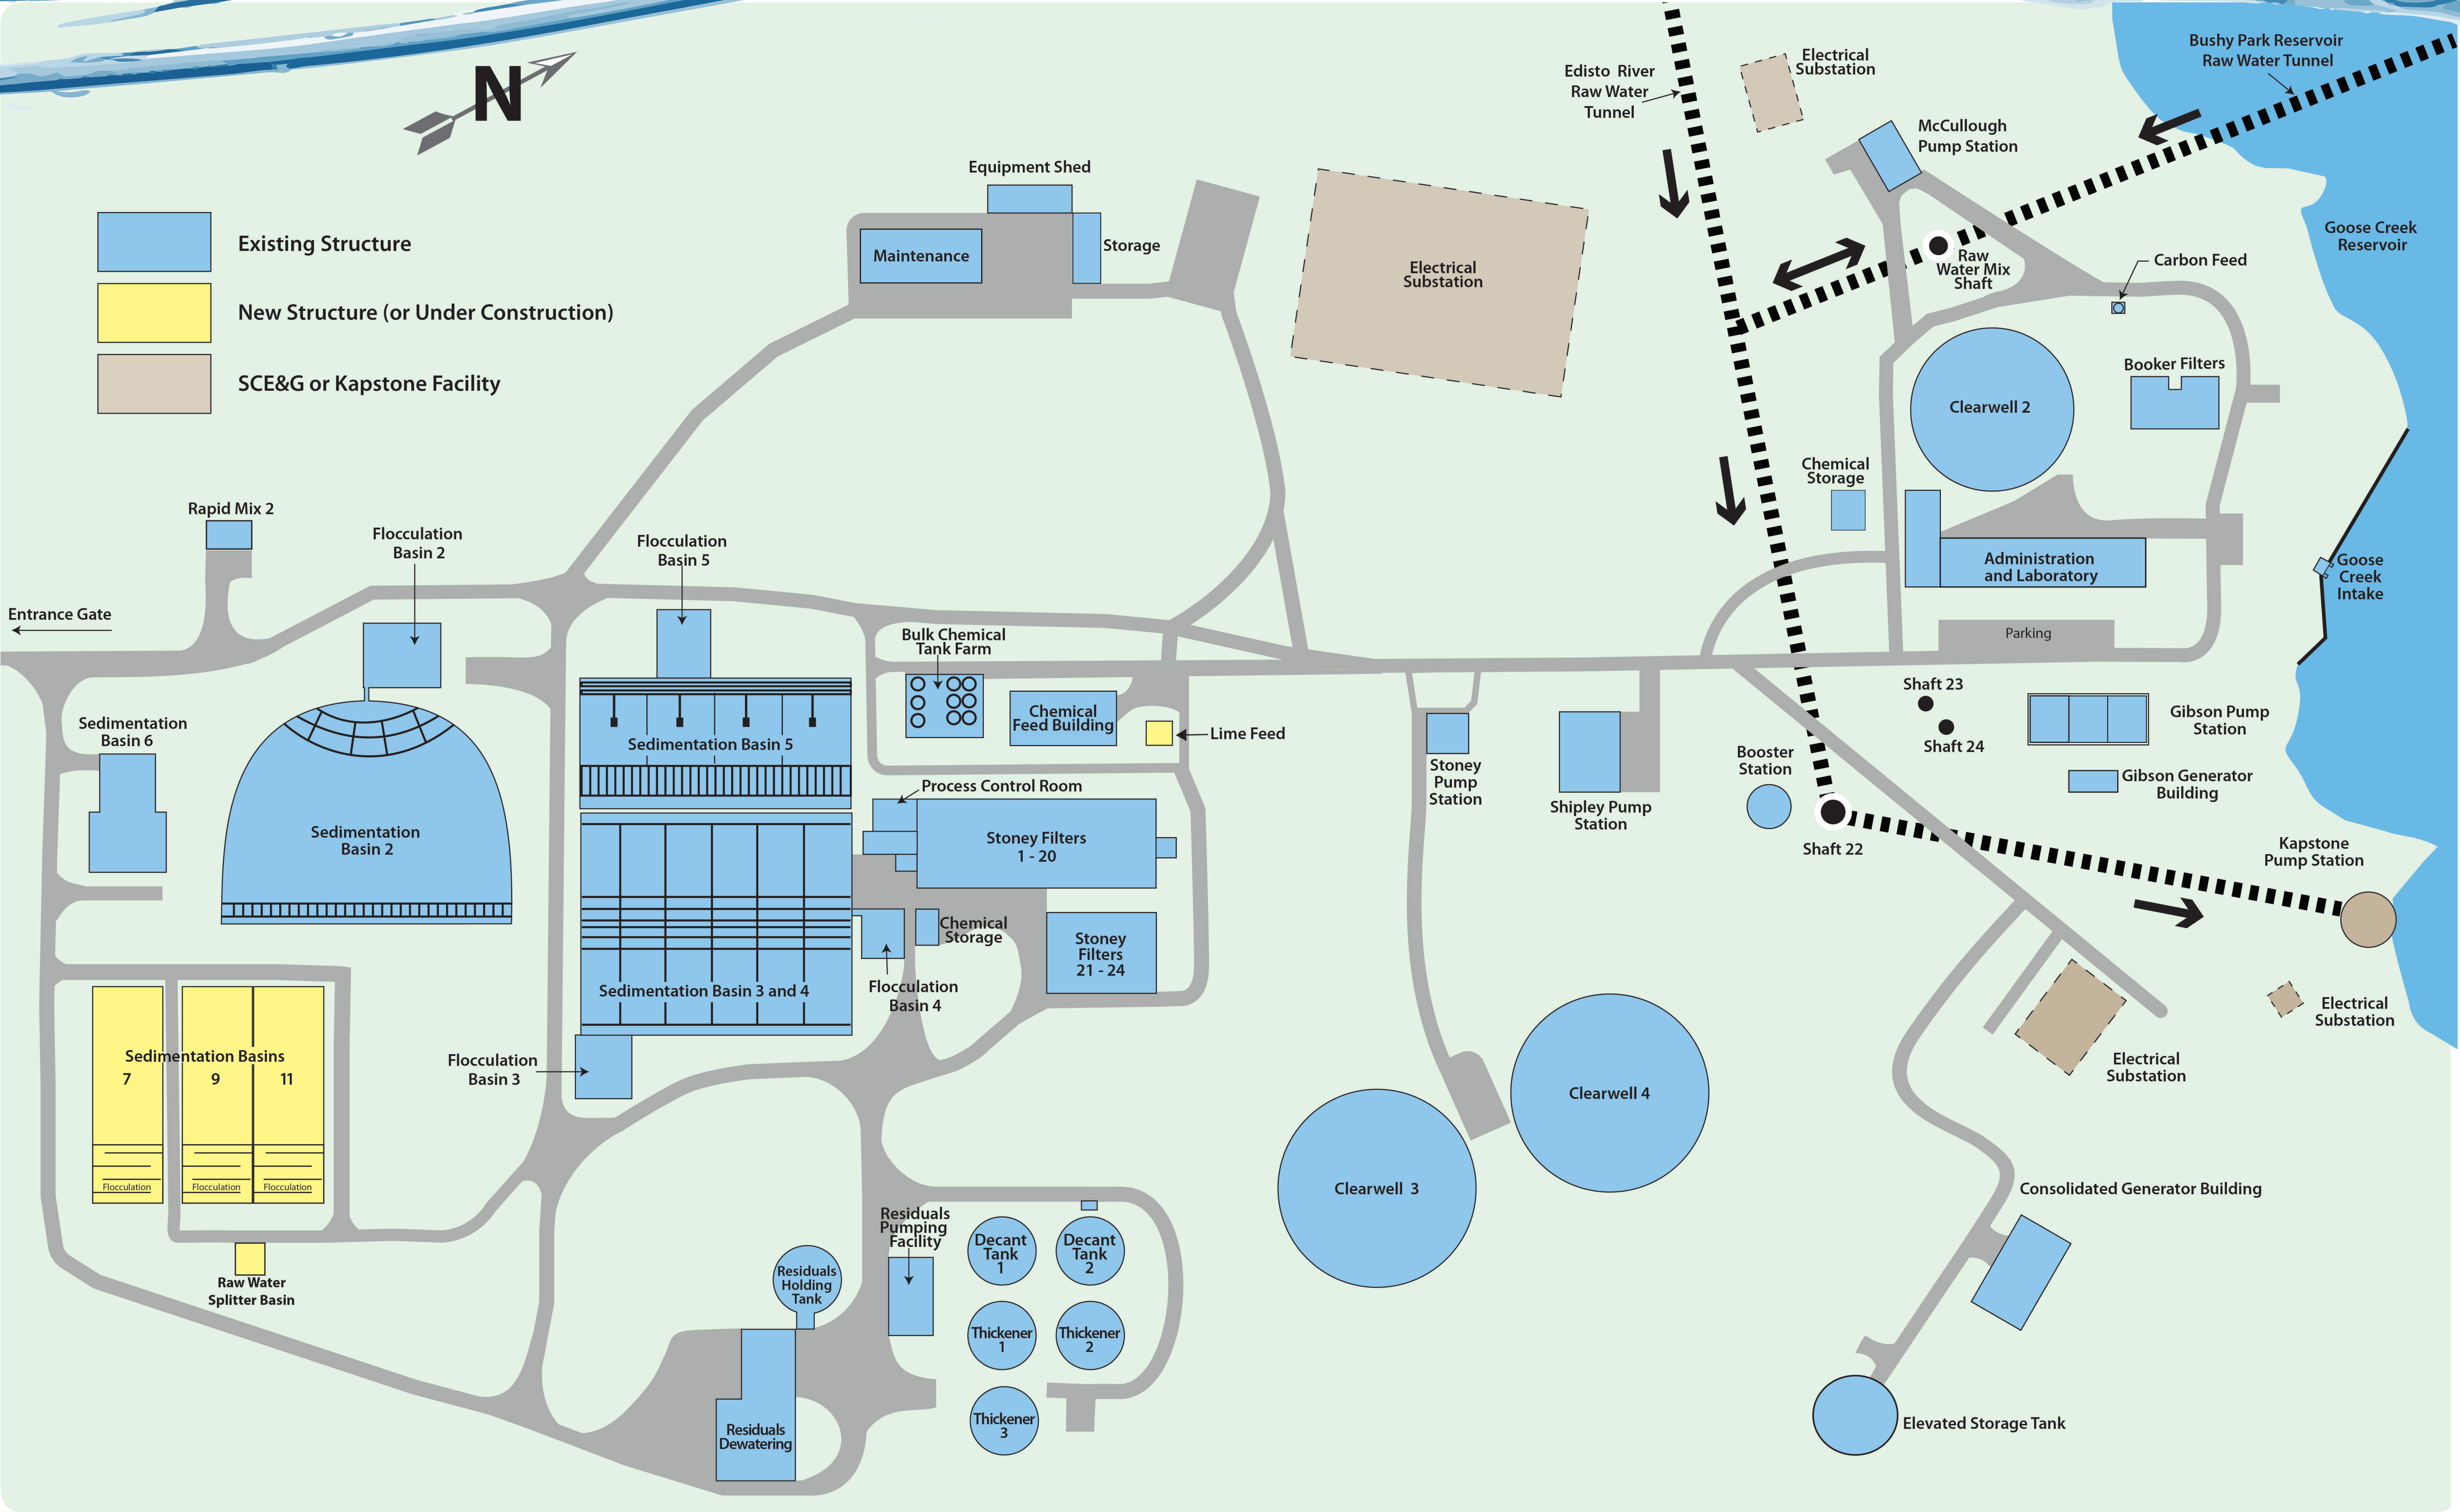 N
Existing Structure
New Structure (or Under Construction)
SCE&G or Kapstone Facility
Equipment Shed
Maintenance
Storage
Electrical
Substation
Edisto River
Raw Water
Tunnel
Electrical
Substation
McCullough
Pump Station
Bushy Park Reservoir
Raw Water Tunnel
Goose Creek
Reservoir
Raw
Water Mix
Shaft
Carbon Feed
Clearwell 2
Booker Filters
Chemical
Storage
Administration
and Laboratory
Goose
Creek
Intake
Parking
Rapid Mix 2
Flocculation
Basin 2
Flocculation
Basin 5
Entrance Gate
Bulk Chemical
Tank Farm
Chemical
Feed Building
Lime Feed
Sedimentation
Basin 6
Sedimentation
Basin 2
Sedimentation Basin 5
Process Control Room
Stoney Filters
1 - 20
Chemical
Storage
Stoney
Filters
21 - 24
Flocculation
Basin 4
Sedimentation Basin 3 and 4
Flocculation
Basin 3
Stoney
Pump
Station
Shipley Pump
Station
Booster
Station
Shaft 22
Shaft 23
Shaft 24
Gibson Pump
Station
Gibson Generator
Building
Kapstone
Pump Station
Electrical
Substation
Electrical
Substation
Sedimentation Basins
7 9 11
Flocculation Flocculation Flocculation
Raw Water
Splitter Basin
Clearwell 4
Clearwell 3
Residuals
Pumping
Facility
Decant
Tank
1
Decant
Tank
2
Residuals
Holding
Tank
Thickener
1
Thickener
2
Thickener
3
Residuals
Dewatering
Consolidated Generator Building
Elevated Storage Tank